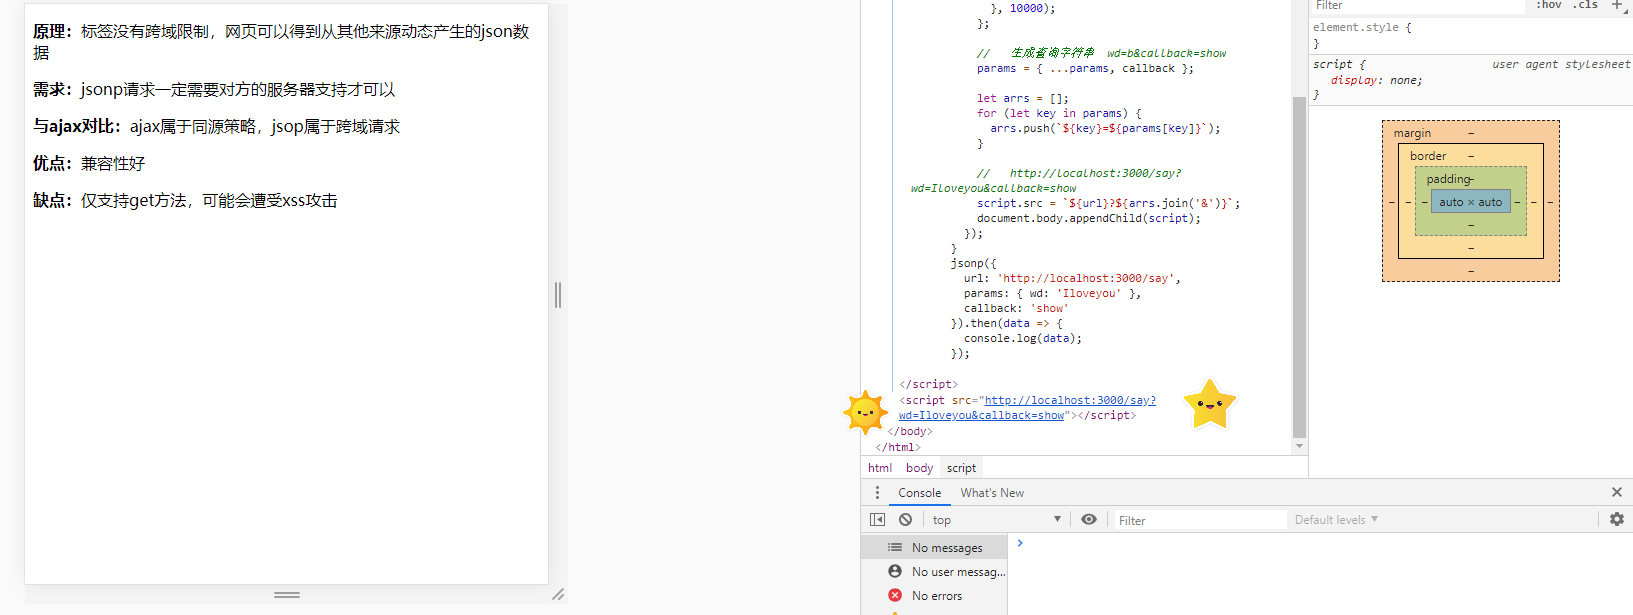 原理：标签没有跨域限制，网页可以得到从其他来源动态产生的json数
据
需求：jsonp请求一定需要对方的服务器支持才可以
与ajax对比：ajax属于同源策略，jsop属于跨域请求
优点：兼容性好
缺点：仅支持get方法，可能会遭受xss攻击
}, 10000);
};
// 生成查询字符串 wd=b&callback=show
params = { ...params, callback };
let arrs = [];
for (let key in params) {
arrs.push(`${key}=${params[key]}`);
}
// http://localhost:3000/say?
wd=Iloveyou&callback=show
script.src = `${url}?${arrs.join('&')}`;
document.body.appendChild(script);
});
}
jsonp({
url: 'http://localhost:3000/say',
params: { wd: 'Iloveyou' },
callback: 'show'
}).then(data => {
console.log(data);
});
</script>
<script src="http://localhost:3000/say?
wd=Iloveyou&callback=show"></script>
</body>
</html>
html body script
Console What's New
top Filter Default levels
No messages
No user messag...
No errors
Filter :hov .cls +
element.style {
}
script { user agent stylesheet
display: none;
}
margin –
border –
padding –
– – – auto × auto – – –
–
–
–